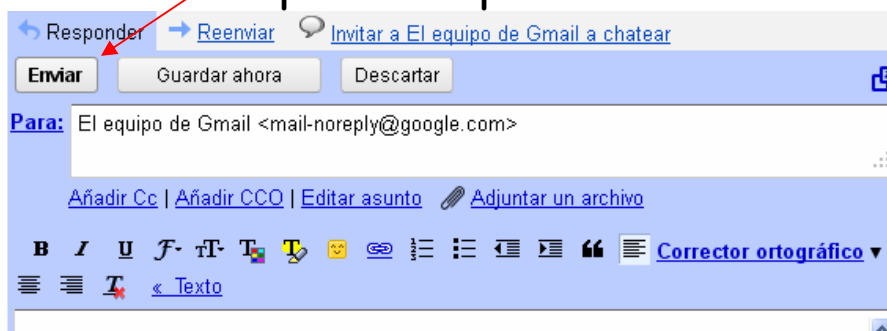 Responder Reenviar Invitar a El equipo de Gmail a chatear
Enviar Guardar ahora Descartar
Para: El equipo de Gmail <mail-noreply@google.com>
Añadir Cc | Añadir CCO | Editar asunto Adjuntar un archivo
B I U F T T T Corrector ortográfico
T « Texto